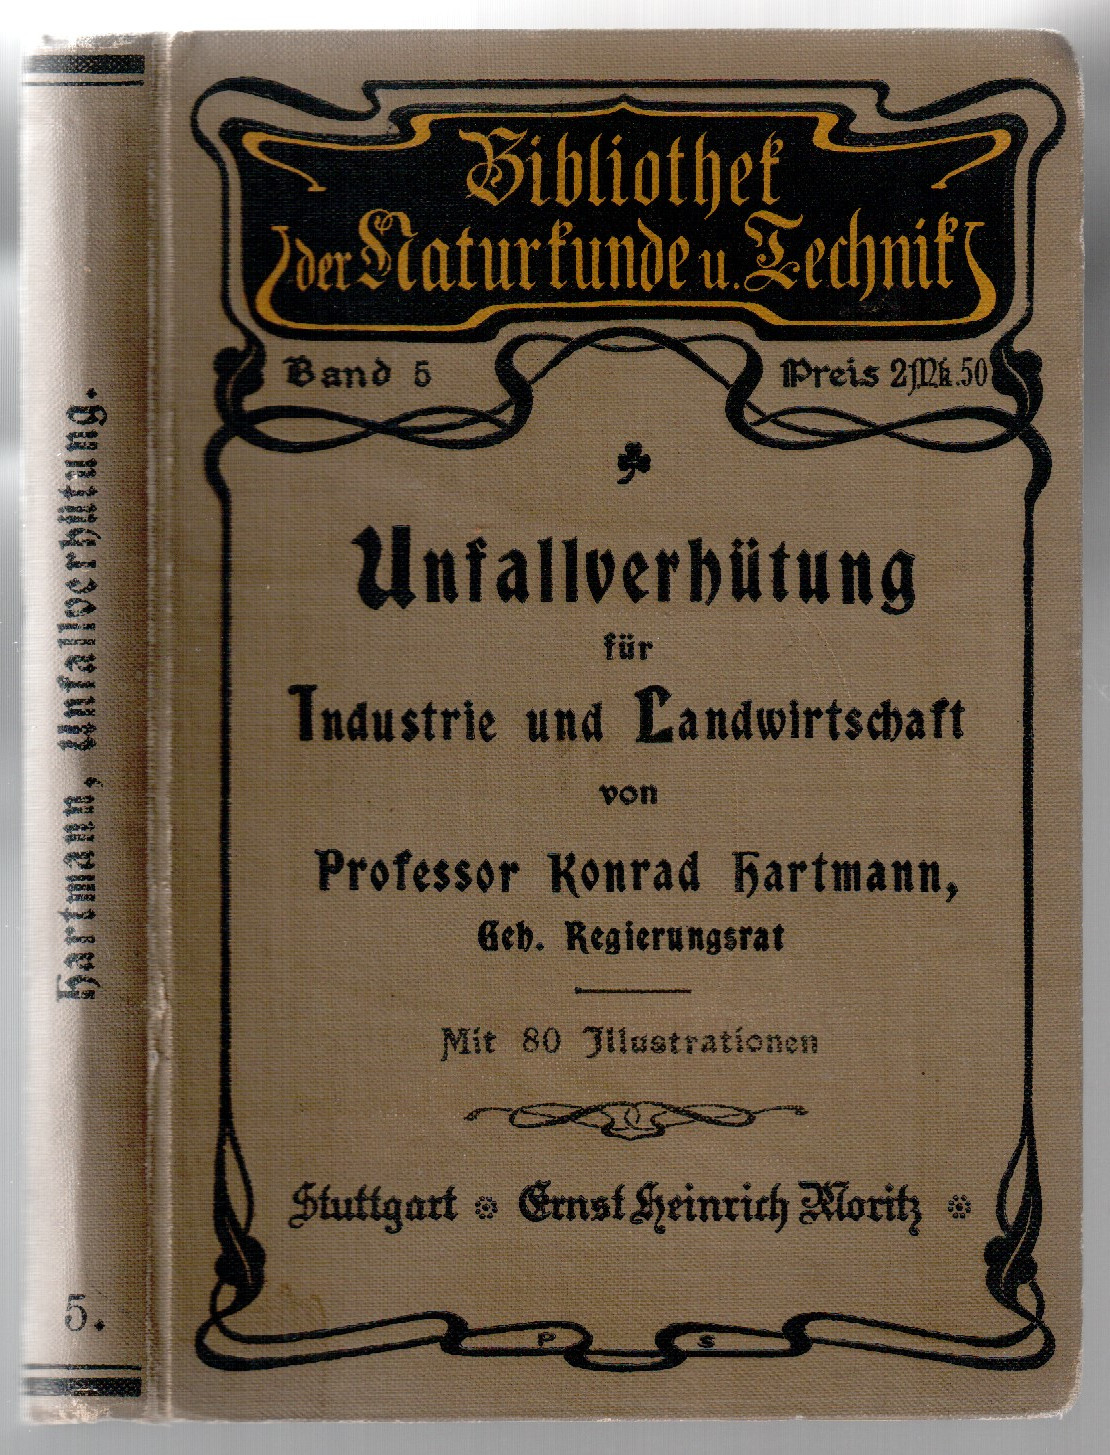 Bibliothek
der Naturkunde u. Technik
Band 5
Preis 2 Mk. 50
Unfallverhütung
für
Industrie und Landwirtschaft
von
Professor Konrad Hartmann,
Geh. Regierungsrat
Mit 80 Illustrationen
Stuttgart Ernst Heinrich Moritz
P S
Hartmann, Unfallverhütung.
5.